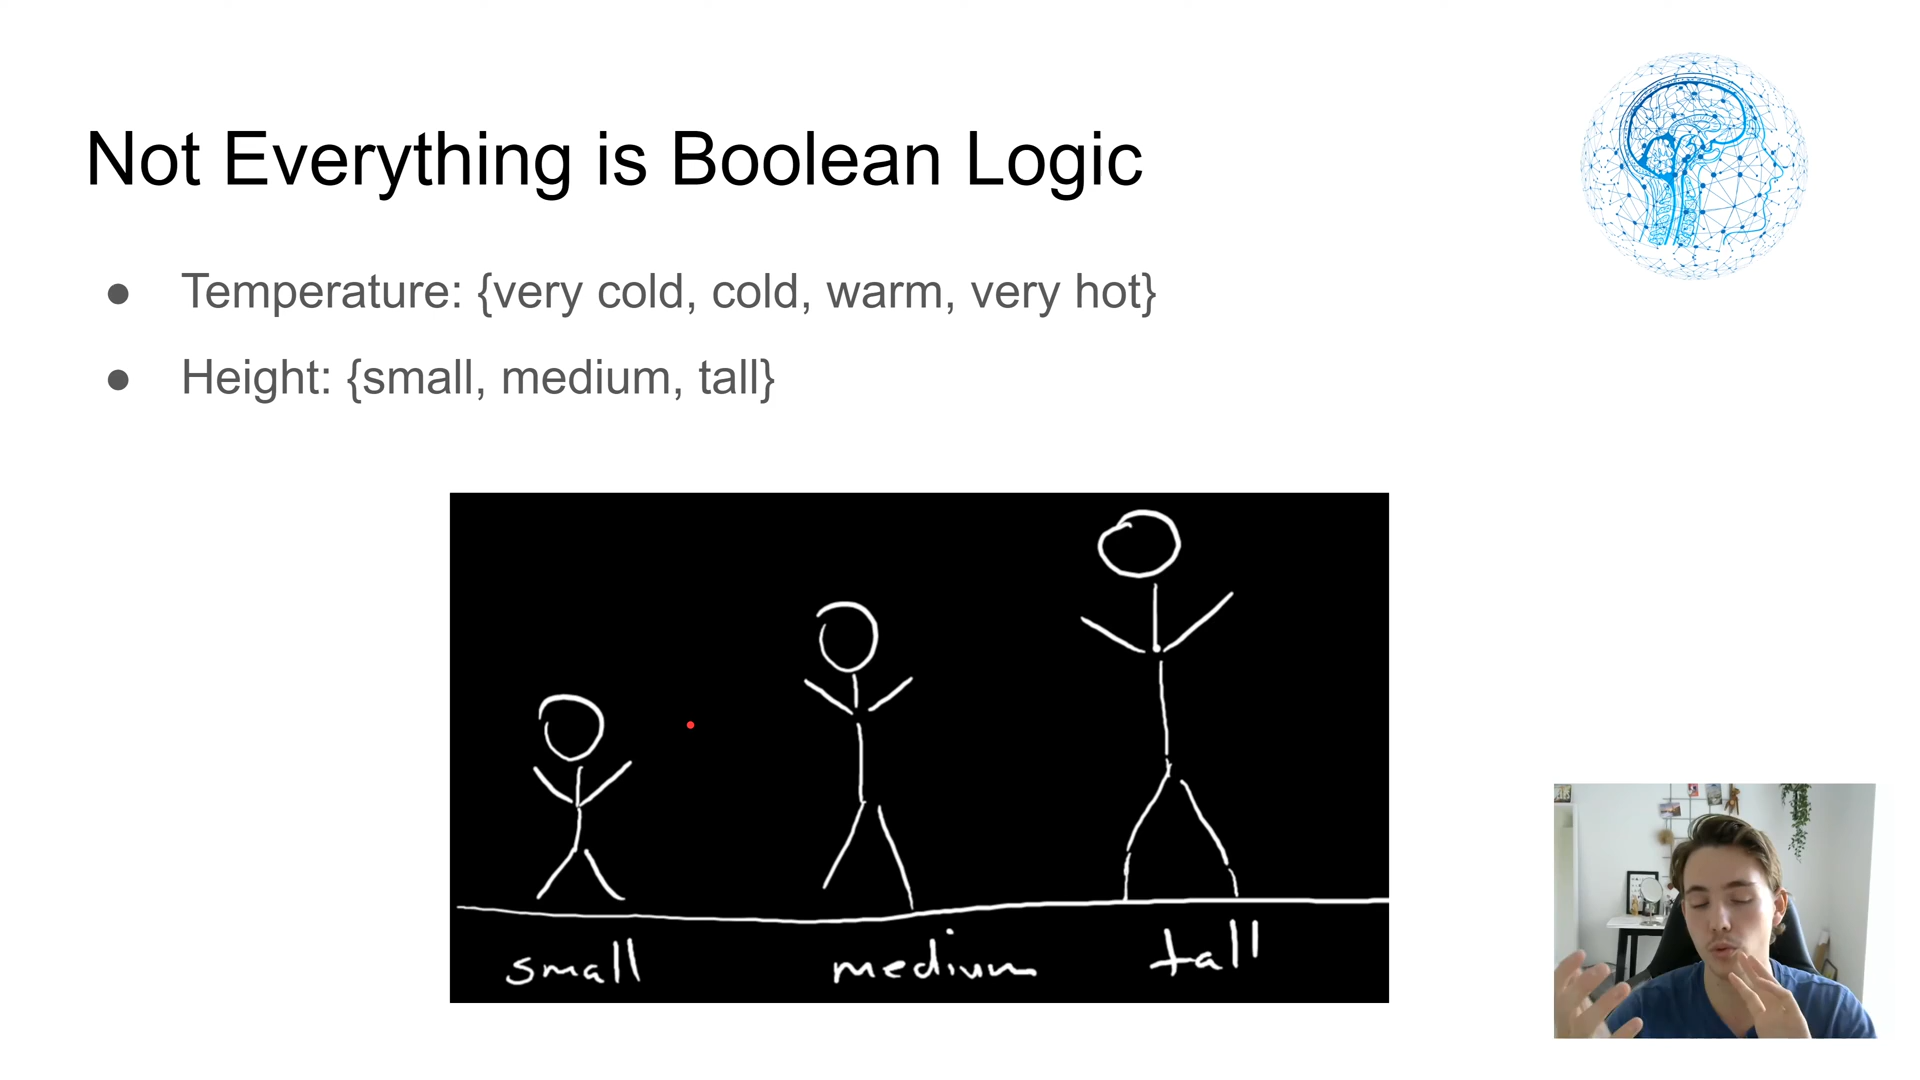 Not Everything is Boolean Logic
● Temperature: {very cold, cold, warm, very hot}
● Height: {small, medium, tall}
small medium tall